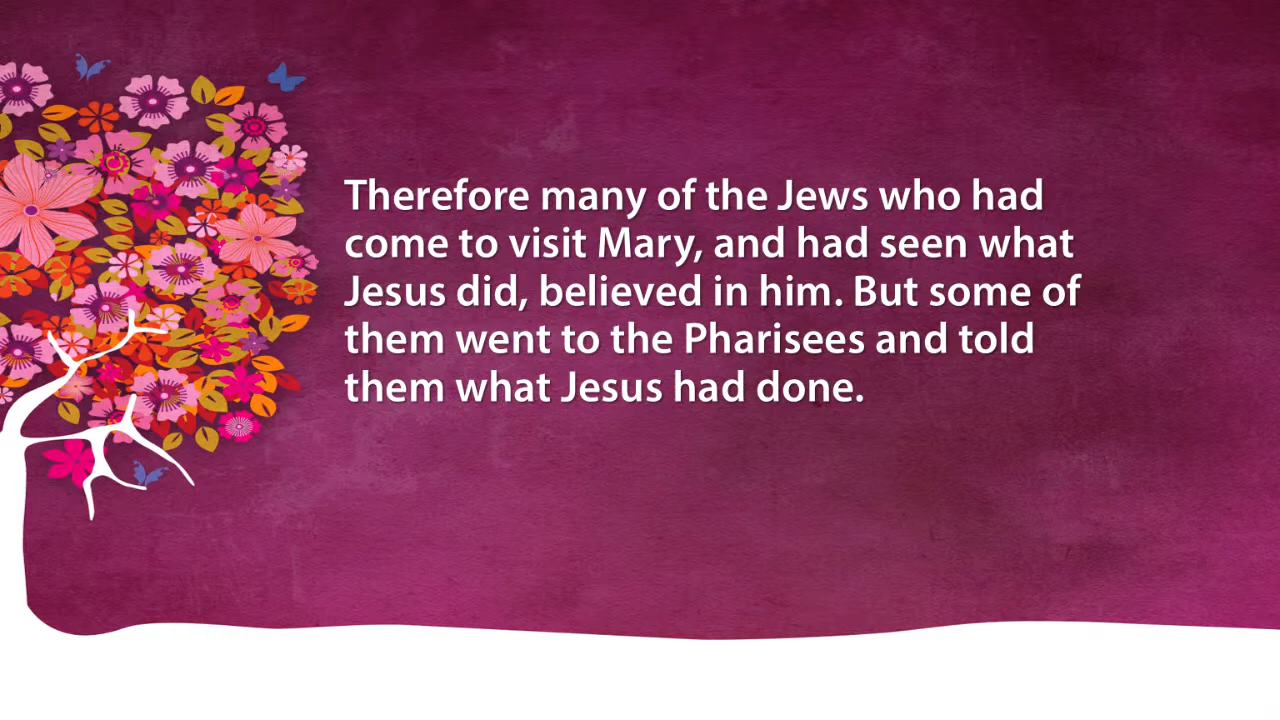 Therefore many of the Jews who had
come to visit Mary, and had seen what
Jesus did, believed in him. But some of
them went to the Pharisees and told
them what Jesus had done.